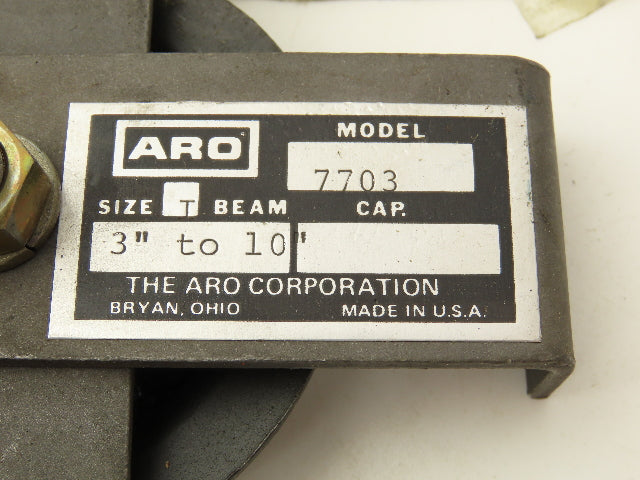 ARO
MODEL
7703
SIZE T BEAM
CAP.
3" to 10"
THE ARO CORPORATION
BRYAN, OHIO
MADE IN U.S.A.